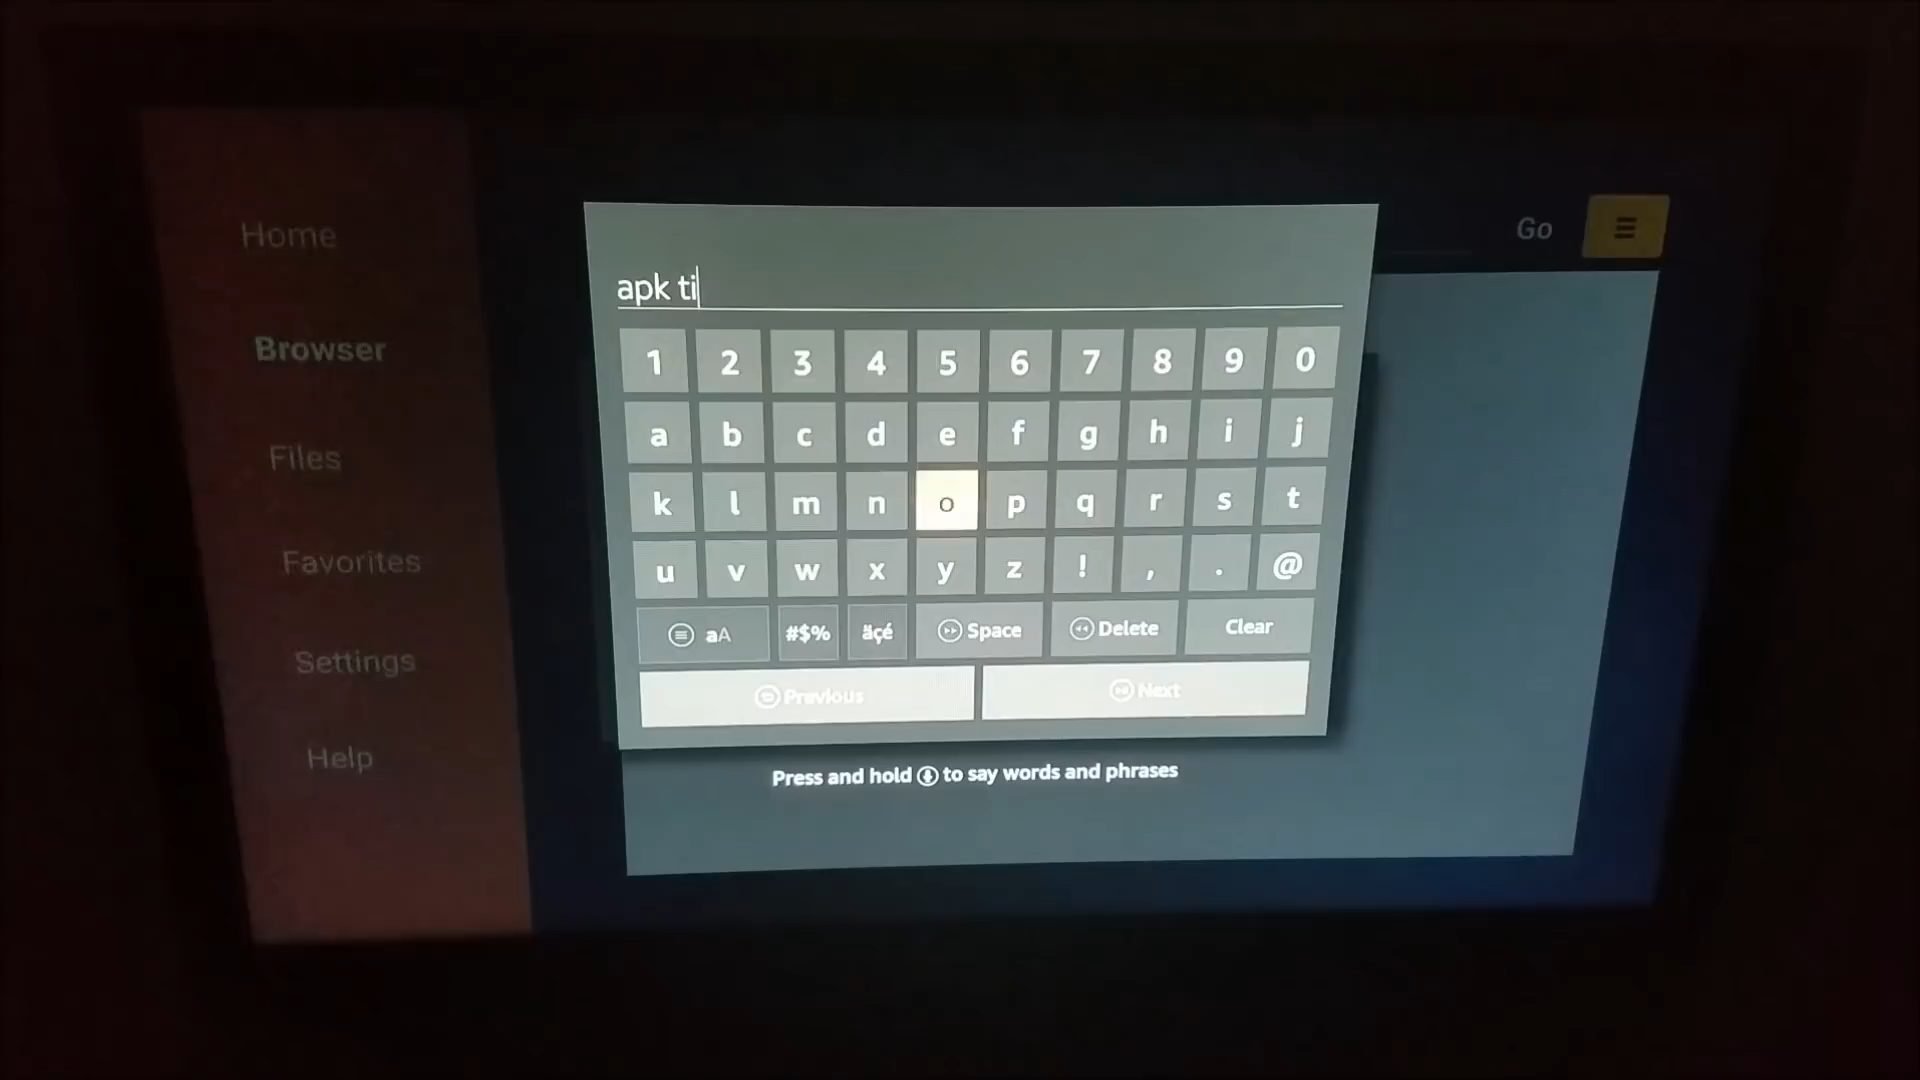 Home
Browser
Files
Favorites
Settings
Help
Go
apk ti
1 2 3 4 5 6 7 8 9 0
a b c d e f g h i j
k l m n o p q r s t
u v w x y z ! , . @
aA #$% äçé Space Delete Clear
Previous Next
Press and hold to say words and phrases